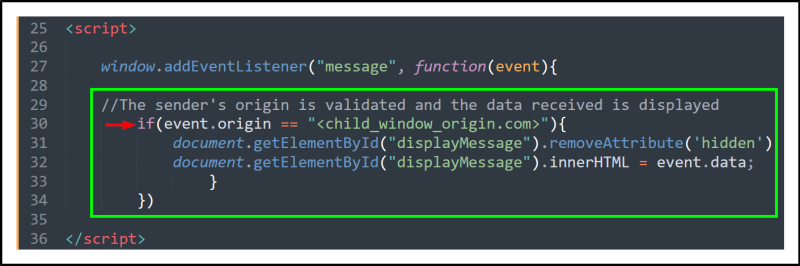 25 <script>
26
27 window.addEventListener("message", function(event){
28
29 //The sender's origin is validated and the data received is displayed
30 if(event.origin == "<child_window_origin.com>"){
31 document.getElementById("displayMessage").removeAttribute('hidden')
32 document.getElementById("displayMessage").innerHTML = event.data;
33 }
34 })
35
36 </script>